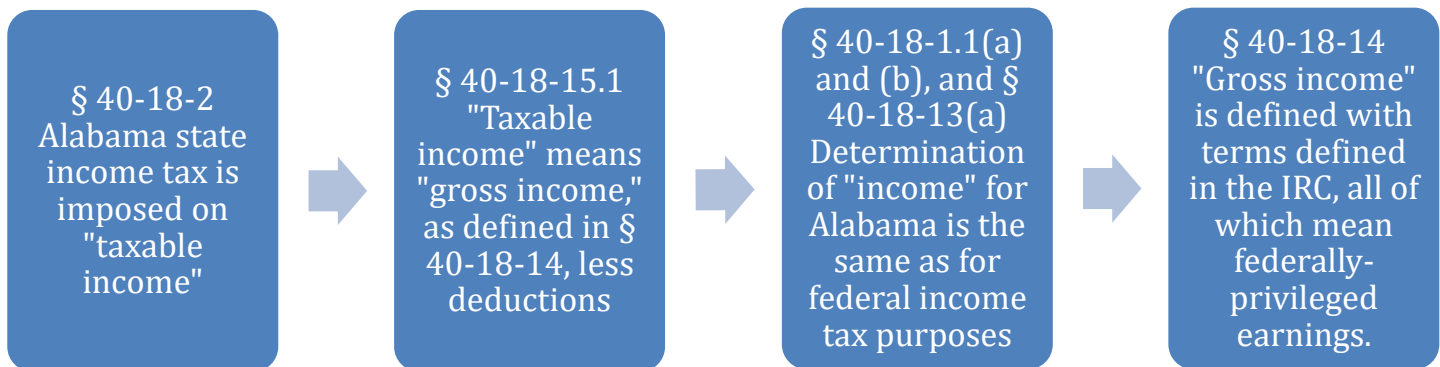 § 40-18-2
Alabama state
income tax is
imposed on
"taxable
income"
§ 40-18-15.1
"Taxable
income" means
"gross income,"
as defined in §
40-18-14, less
deductions
§ 40-18-1.1(a)
and (b), and §
40-18-13(a)
Determination
of "income" for
Alabama is the
same as for
federal income
tax purposes
§ 40-18-14
"Gross income"
is defined with
terms defined
in the IRC, all of
which mean
federally-
privileged
earnings.